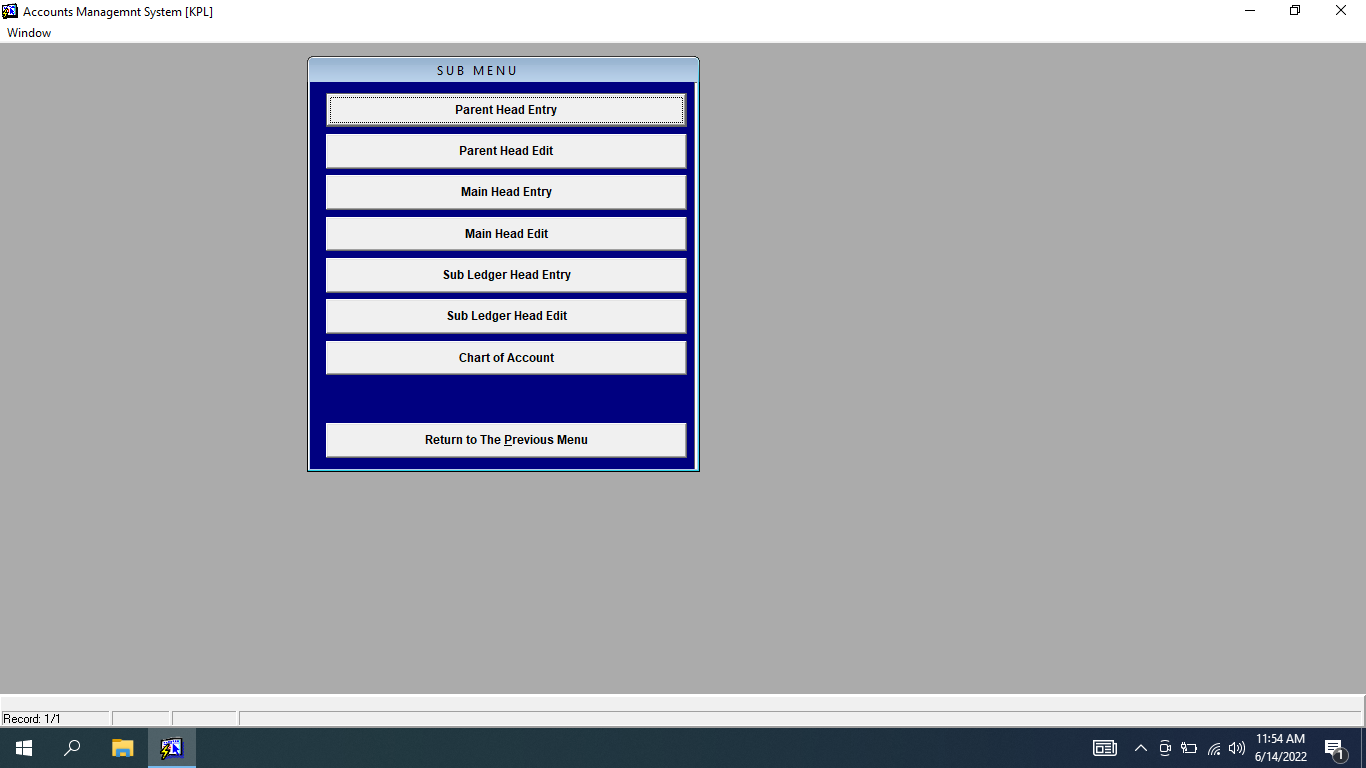 Accounts Managemnt System [KPL]
Window
SUB MENU
Parent Head Entry
Parent Head Edit
Main Head Entry
Main Head Edit
Sub Ledger Head Entry
Sub Ledger Head Edit
Chart of Account
Return to The Previous Menu
Record: 1/1
11:54 AM
6/14/2022
1